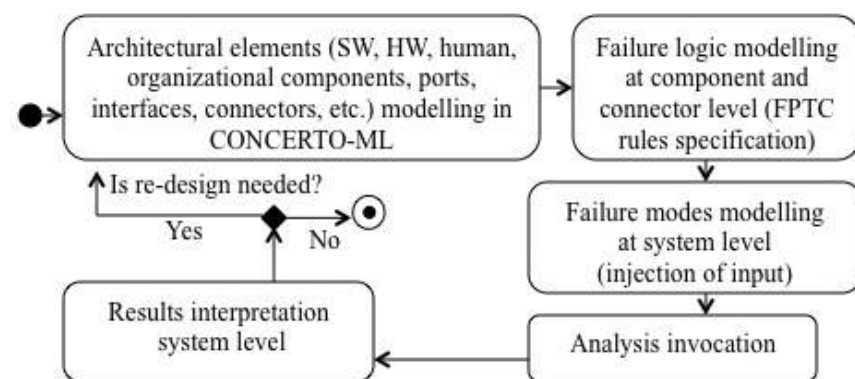 Architectural elements (SW, HW, human,
organizational components, ports,
interfaces, connectors, etc.) modelling in
CONCERTO-ML
Failure logic modelling
at component and
connector level (FPTC
rules specification)
Failure modes modelling
at system level
(injection of input)
Analysis invocation
Results interpretation
system level
Is re-design needed?
Yes
No